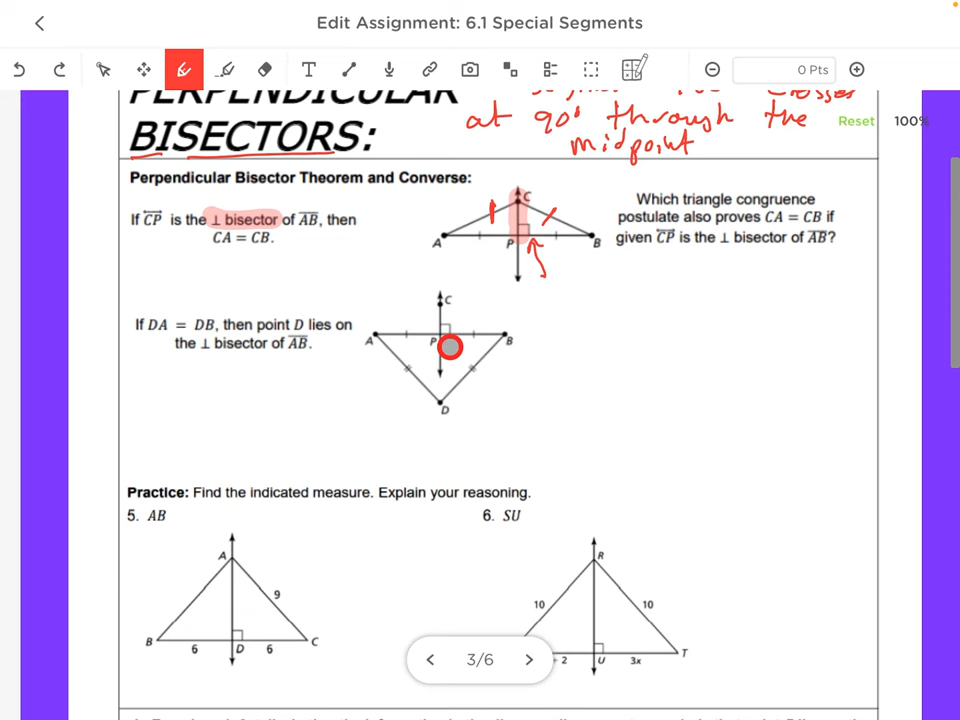 Edit Assignment: 6.1 Special Segments
T
0 Pts
100%
Reset
PERPENDICULAR
BISECTORS:
at 90° through the
midpoint
Perpendicular Bisector Theorem and Converse:
If CP is the ⊥ bisector of AB, then
CA = CB.
C
A
P
B
Which triangle congruence
postulate also proves CA = CB if
given CP is the ⊥ bisector of AB?
If DA = DB, then point D lies on
the ⊥ bisector of AB.
C
A
P
B
D
Practice: Find the indicated measure. Explain your reasoning.
5. AB
6. SU
A
9
B
6
D
6
C
R
10
10
2
U
3x
T
3/6